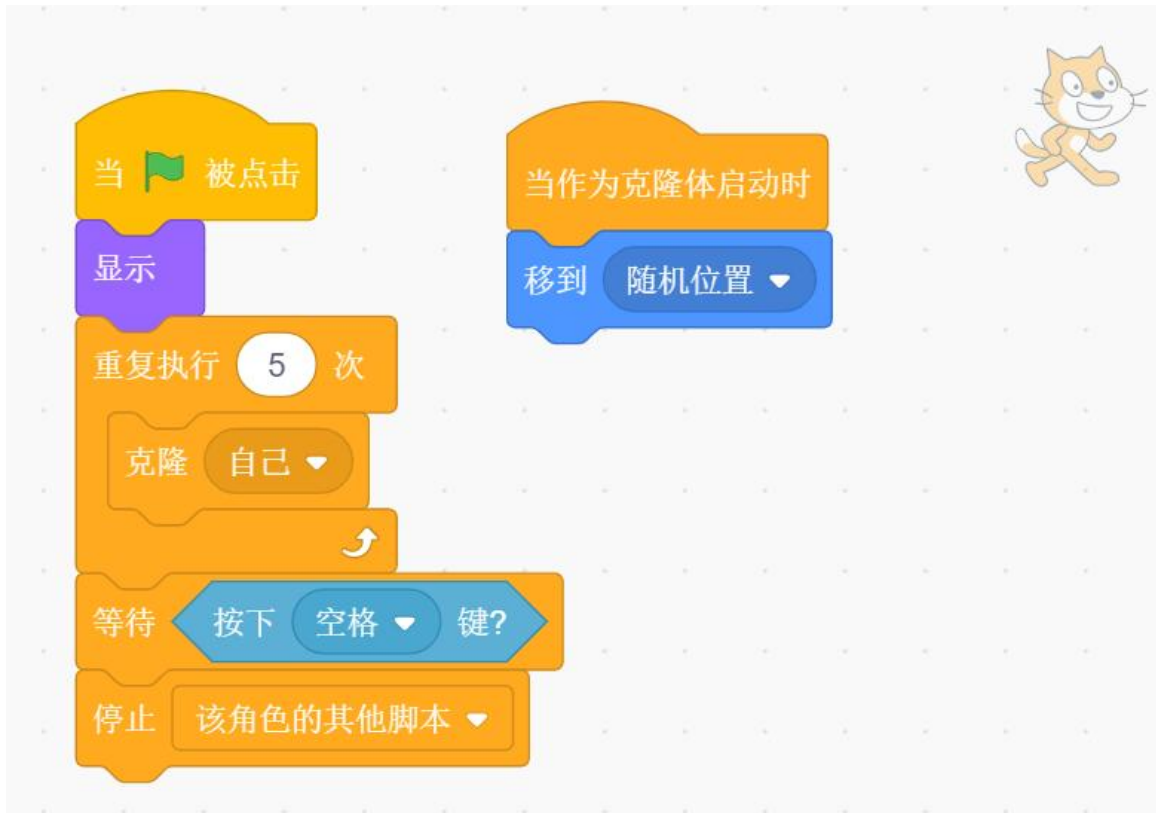 当 被点击
显示
重复执行 5 次
克隆 自己
等待 按下 空格 键?
停止 该角色的其他脚本
当作为克隆体启动时
移到 随机位置